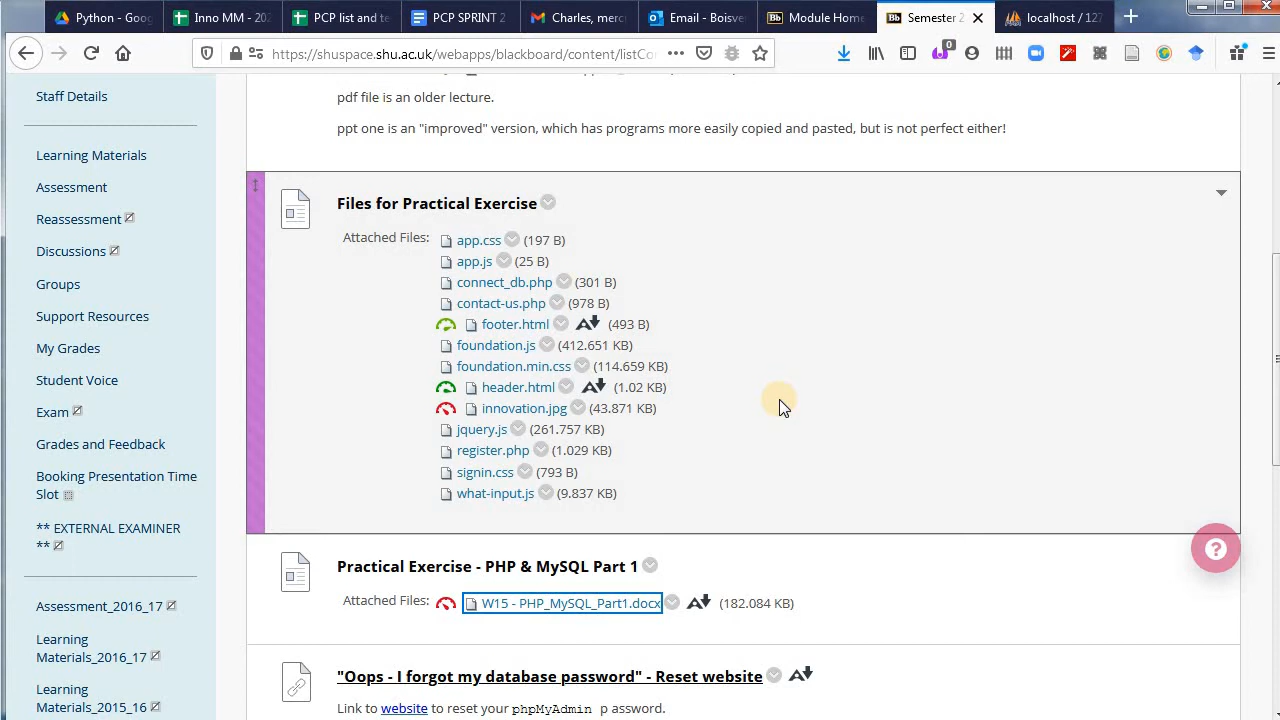 Python - Goog
Inno MM - 202
PCP list and te
PCP SPRINT 2
Charles, merci
Email - Boisver
Module Home
Semester 2
localhost / 127
https://shuspace.shu.ac.uk/webapps/blackboard/content/listCo
0
Staff Details
Learning Materials
Assessment
Reassessment
Discussions
Groups
Support Resources
My Grades
Student Voice
Exam
Grades and Feedback
Booking Presentation Time
Slot
** EXTERNAL EXAMINER
**
Assessment_2016_17
Learning
Materials_2016_17
Learning
Materials_2015_16
pdf file is an older lecture.
ppt one is an "improved" version, which has programs more easily copied and pasted, but is not perfect either!
Files for Practical Exercise
Attached Files:
app.css (197 B)
app.js (25 B)
connect_db.php (301 B)
contact-us.php (978 B)
footer.html (493 B)
foundation.js (412.651 KB)
foundation.min.css (114.659 KB)
header.html (1.02 KB)
innovation.jpg (43.871 KB)
jquery.js (261.757 KB)
register.php (1.029 KB)
signin.css (793 B)
what-input.js (9.837 KB)
Practical Exercise - PHP & MySQL Part 1
Attached Files: W15 - PHP_MySQL_Part1.docx (182.084 KB)
"Oops - I forgot my database password" - Reset website
Link to website to reset your phpMyAdmin p assword.
?